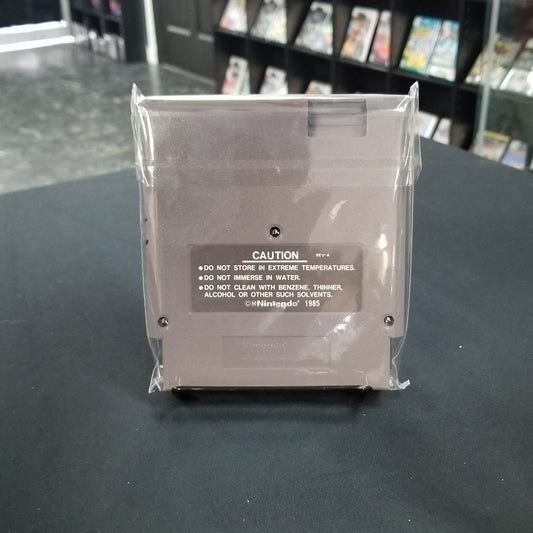 CAUTION REV-A
●DO NOT STORE IN EXTREME TEMPERATURES.
●DO NOT IMMERSE IN WATER.
●DO NOT CLEAN WITH BENZENE, THINNER,
ALCOHOL OR OTHER SUCH SOLVENTS.
©Ⓜ Nintendo® 1985
Nintendo